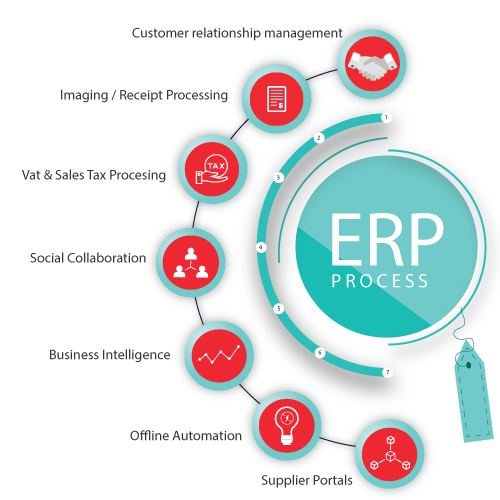 Customer relationship management
Imaging / Receipt Processing
$
Vat & Sales Tax Procesing
TAX
Social Collaboration
Business Intelligence
Offline Automation
Supplier Portals
1
2
3
4
5
6
7
ERP
PROCESS